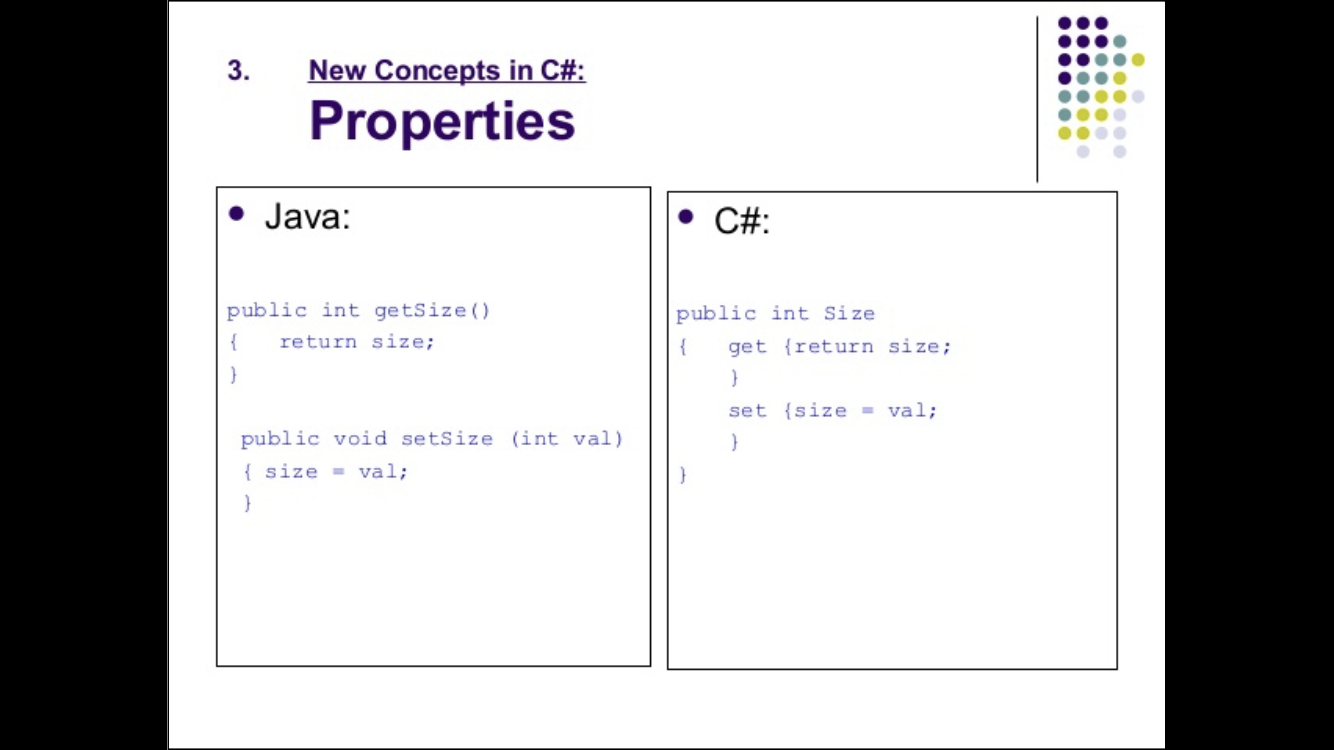 3. New Concepts in C#:
Properties
• Java:
public int getSize()
{ return size;
}
public void setSize (int val)
{ size = val;
}
• C#:
public int Size
{ get {return size;
}
set {size = val;
}
}